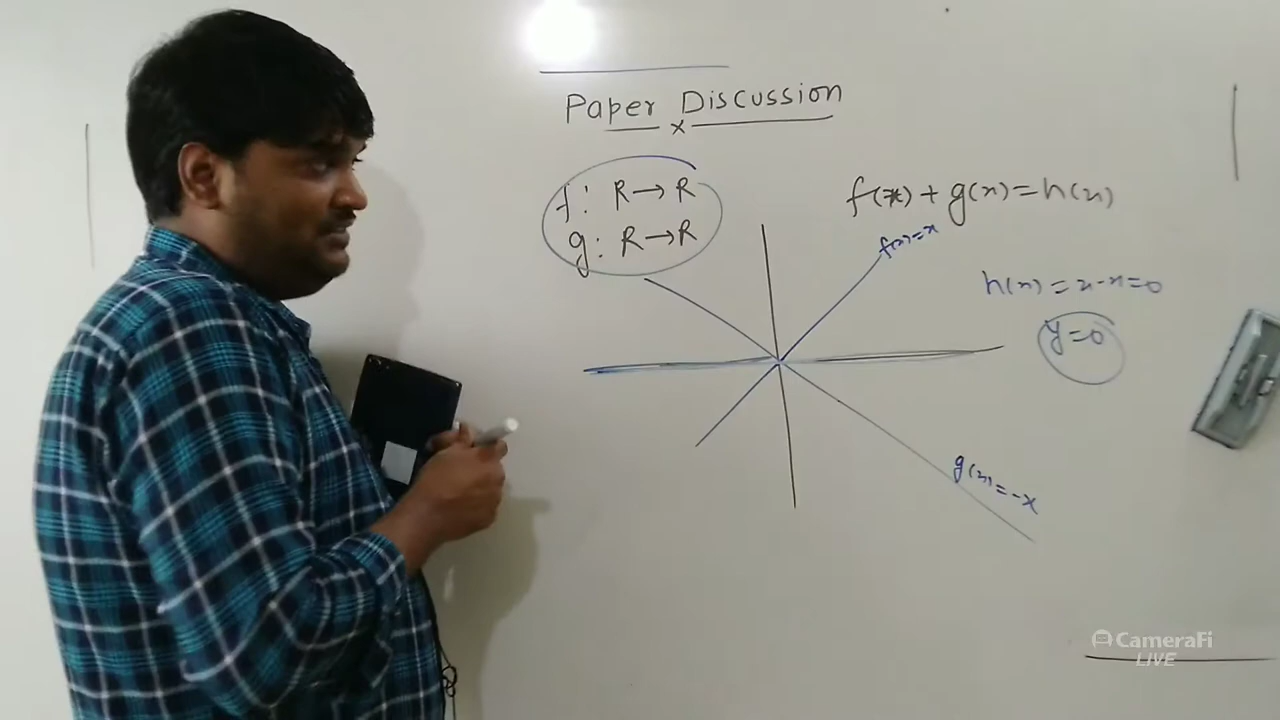 Paper Discussion
x
f: R→R
g: R→R
f(x) + g(x) = h(x)
f(x)=x
h(x) = x-x=0
y=0
g(x)=-x
CameraFi
LIVE